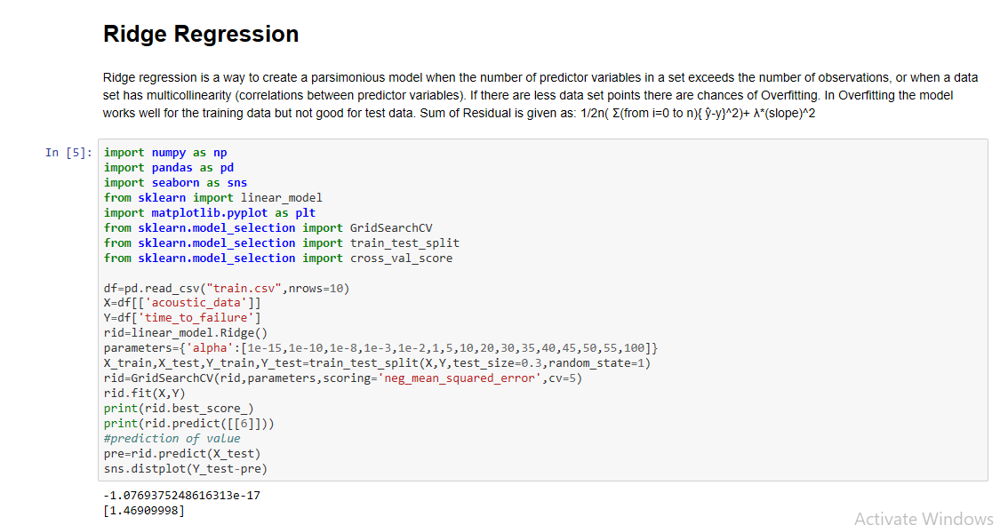 Ridge Regression
Ridge regression is a way to create a parsimonious model when the number of predictor variables in a set exceeds the number of observations, or when a data
set has multicollinearity (correlations between predictor variables). If there are less data set points there are chances of Overfitting. In Overfitting the model
works well for the training data but not good for test data. Sum of Residual is given as: 1/2n( Σ(from i=0 to n){ ŷ-y}^2)+ λ*(slope)^2
In [5]:
import numpy as np
import pandas as pd
import seaborn as sns
from sklearn import linear_model
import matplotlib.pyplot as plt
from sklearn.model_selection import GridSearchCV
from sklearn.model_selection import train_test_split
from sklearn.model_selection import cross_val_score
df=pd.read_csv("train.csv",nrows=10)
X=df[['acoustic_data']]
Y=df['time_to_failure']
rid=linear_model.Ridge()
parameters={'alpha':[1e-15,1e-10,1e-8,1e-3,1e-2,1,5,10,20,30,35,40,45,50,55,100]}
X_train,X_test,Y_train,Y_test=train_test_split(X,Y,test_size=0.3,random_state=1)
rid=GridSearchCV(rid,parameters,scoring='neg_mean_squared_error',cv=5)
rid.fit(X,Y)
print(rid.best_score_)
print(rid.predict([[6]]))
#prediction of value
pre=rid.predict(X_test)
sns.distplot(Y_test-pre)
-1.0769375248616313e-17
[1.46909998]
Activate Windows